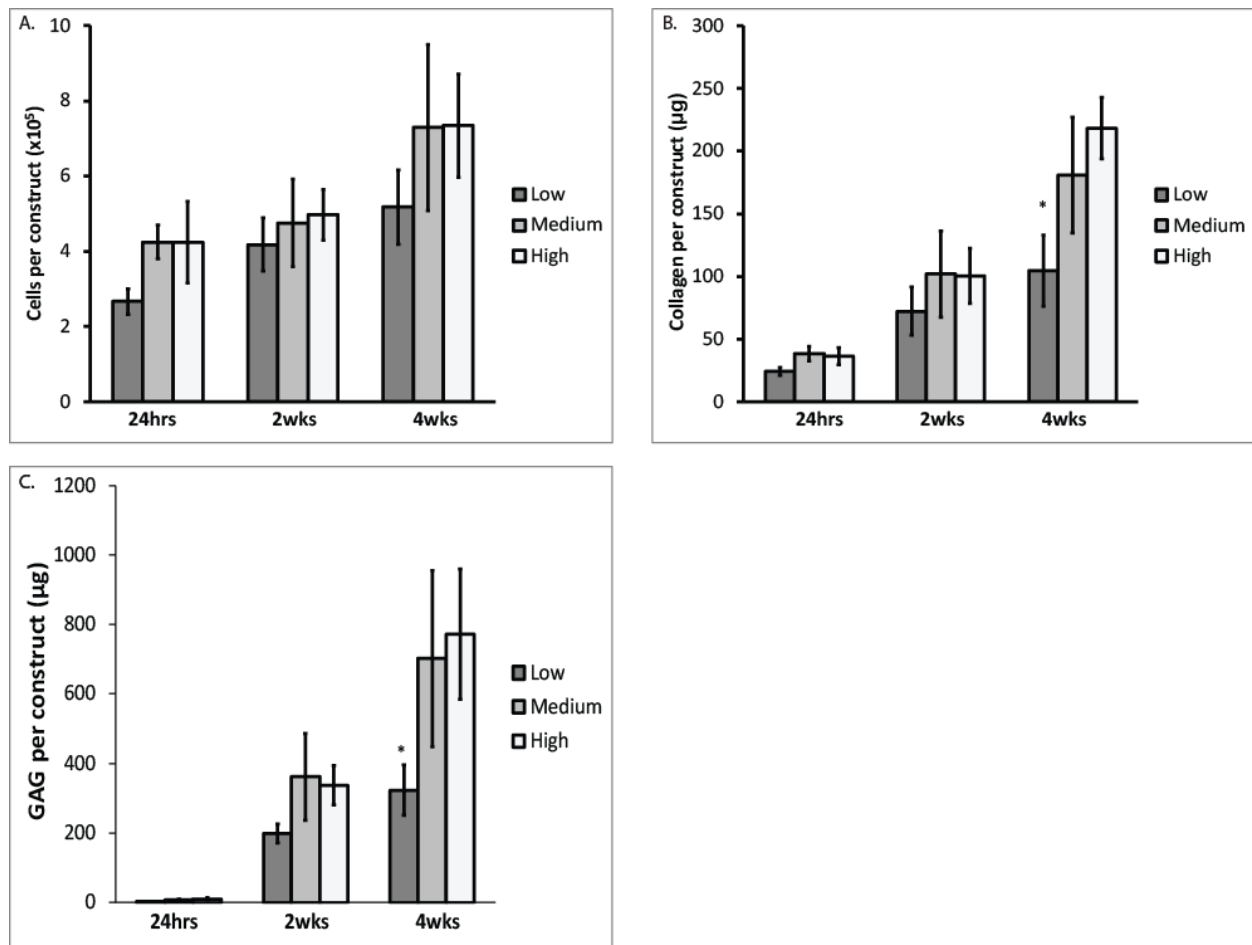 A.
Cells per construct (x10⁵)
10
8
6
4
2
0
24hrs 2wks 4wks
Low
Medium
High
B.
Collagen per construct (µg)
300
250
200
150
100
50
0
*
24hrs 2wks 4wks
Low
Medium
High
C.
GAG per construct (µg)
1200
1000
800
600
400
200
0
*
24hrs 2wks 4wks
Low
Medium
High